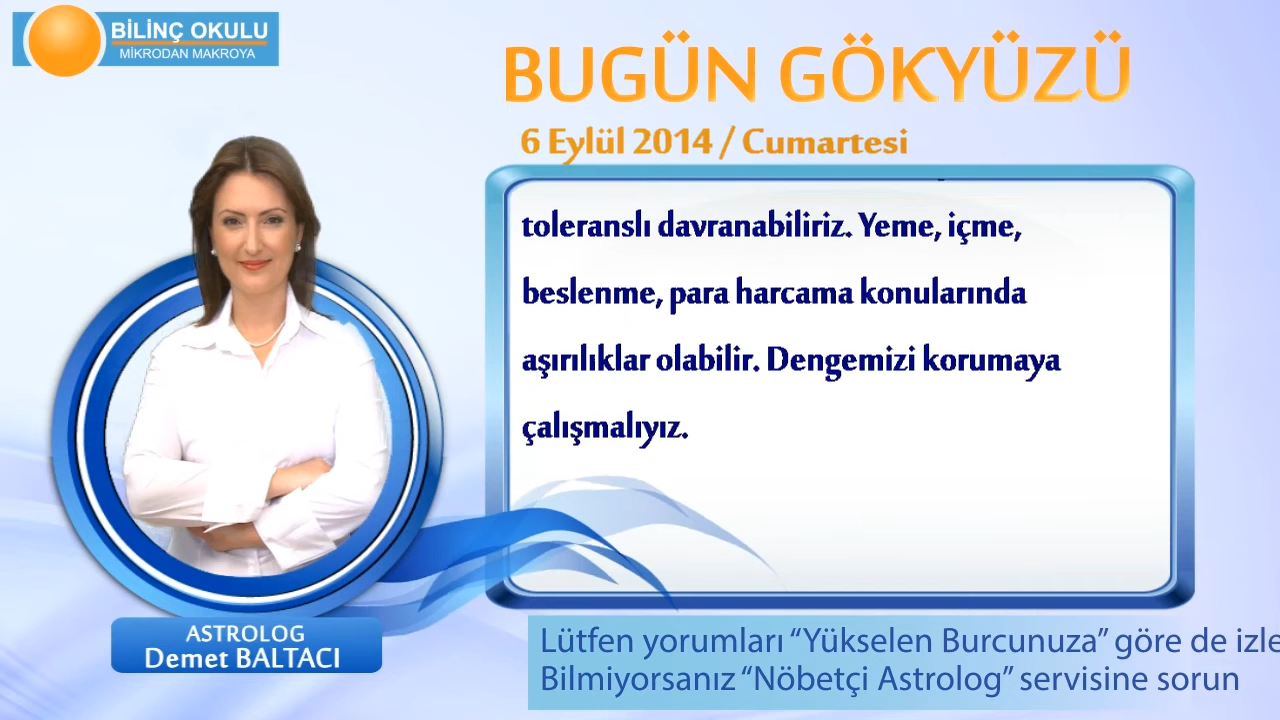 BİLİNÇ OKULU
MİKRODAN MAKROYA
BUGÜN GÖKYÜZÜ
6 Eylül 2014 / Cumartesi
toleranslı davranabiliriz. Yeme, içme,
beslenme, para harcama konularında
aşırılıklar olabilir. Dengemizi korumaya
çalışmalıyız.
ASTROLOG
Demet BALTACI
Lütfen yorumları “Yükselen Burcunuza” göre de izle
Bilmiyorsanız “Nöbetçi Astrolog” servisine sorun